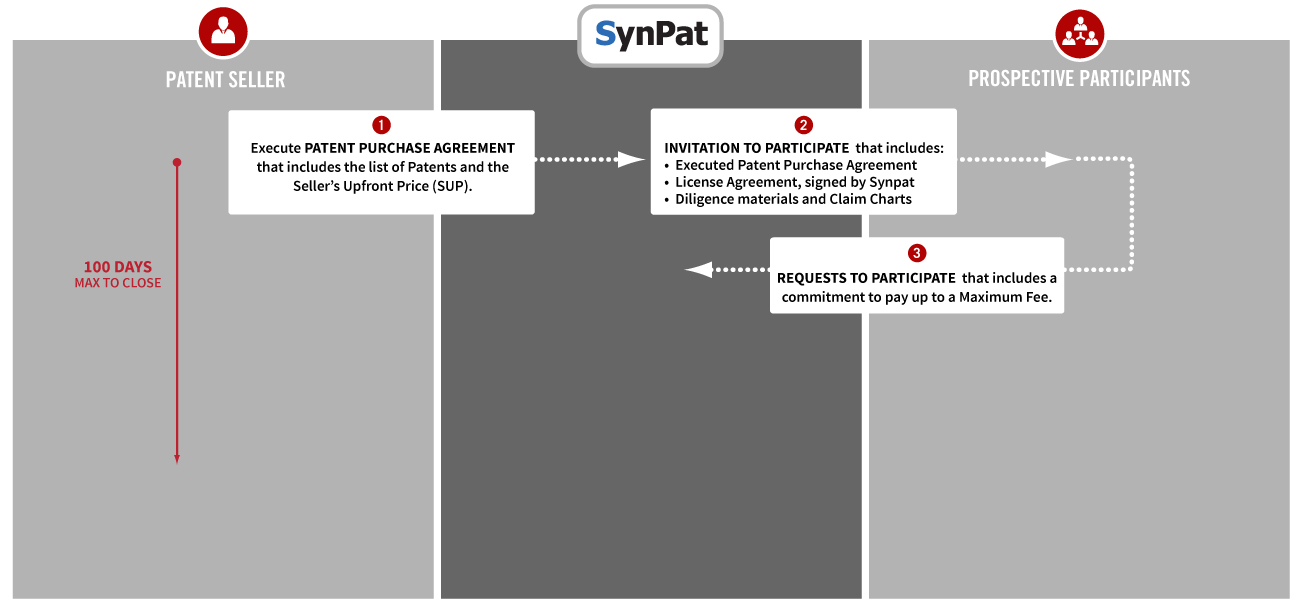 SynPat
PATENT SELLER
PROSPECTIVE PARTICIPANTS
1
Execute PATENT PURCHASE AGREEMENT
that includes the list of Patents and the
Seller’s Upfront Price (SUP).
2
INVITATION TO PARTICIPATE that includes:
• Executed Patent Purchase Agreement
• License Agreement, signed by Synpat
• Diligence materials and Claim Charts
3
REQUESTS TO PARTICIPATE that includes a
commitment to pay up to a Maximum Fee.
100 DAYS
MAX TO CLOSE